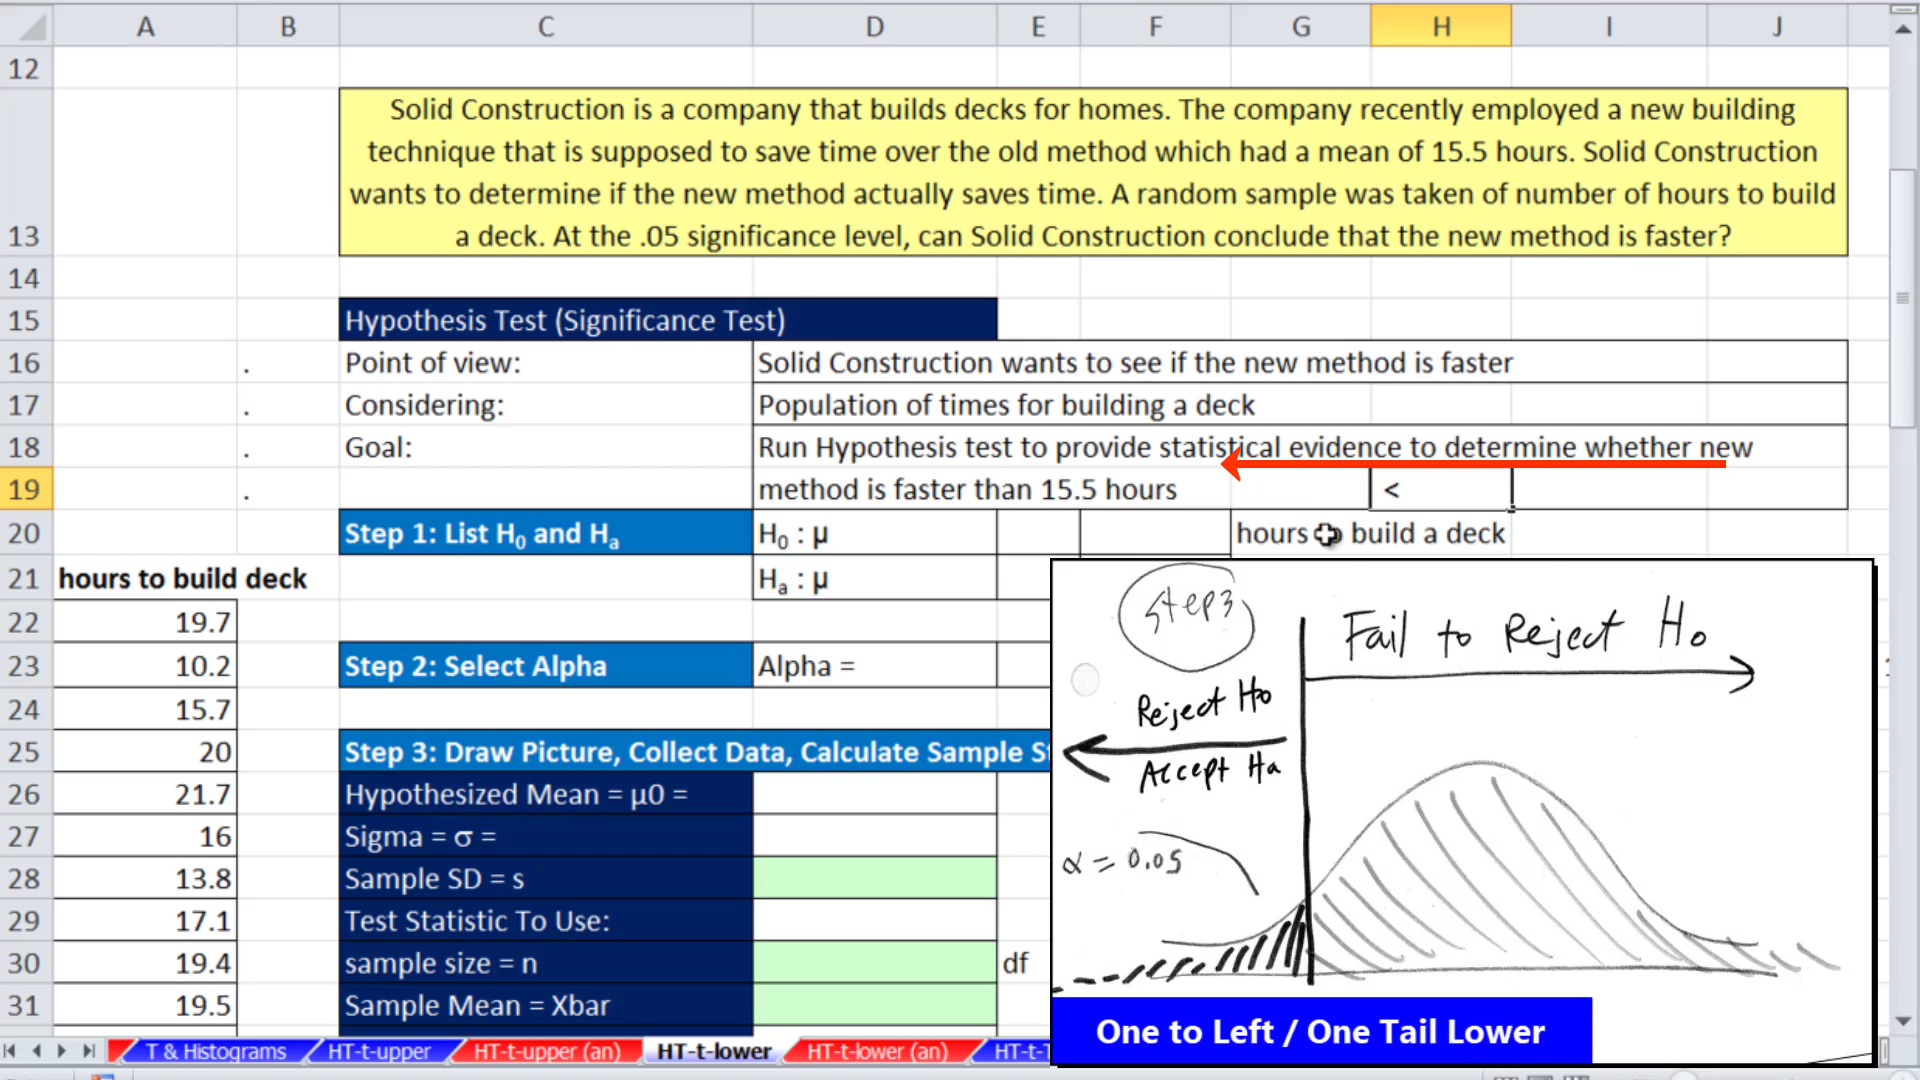 A B C D E F G H I J
12
Solid Construction is a company that builds decks for homes. The company recently employed a new building
technique that is supposed to save time over the old method which had a mean of 15.5 hours. Solid Construction
wants to determine if the new method actually saves time. A random sample was taken of number of hours to build
13 a deck. At the .05 significance level, can Solid Construction conclude that the new method is faster?
14
15 Hypothesis Test (Significance Test)
16 . Point of view: Solid Construction wants to see if the new method is faster
17 . Considering: Population of times for building a deck
18 . Goal: Run Hypothesis test to provide statistical evidence to determine whether new
19 . method is faster than 15.5 hours <
20 Step 1: List H0 and Ha H0 : µ hours build a deck
21 hours to build deck Ha : µ
22 19.7
23 10.2 Step 2: Select Alpha Alpha =
24 15.7
25 20 Step 3: Draw Picture, Collect Data, Calculate Sample
26 21.7 Hypothesized Mean = µ0 =
27 16 Sigma = σ =
28 13.8 Sample SD = s
29 17.1 Test Statistic To Use:
30 19.4 sample size = n df
31 19.5 Sample Mean = Xbar
Step3
Fail to Reject Ho
Reject Ho
Accept Ha
α = 0.05
One to Left / One Tail Lower
T & Histograms HT-t-upper HT-t-upper (an) HT-t-lower HT-t-lower (an) HT-t-